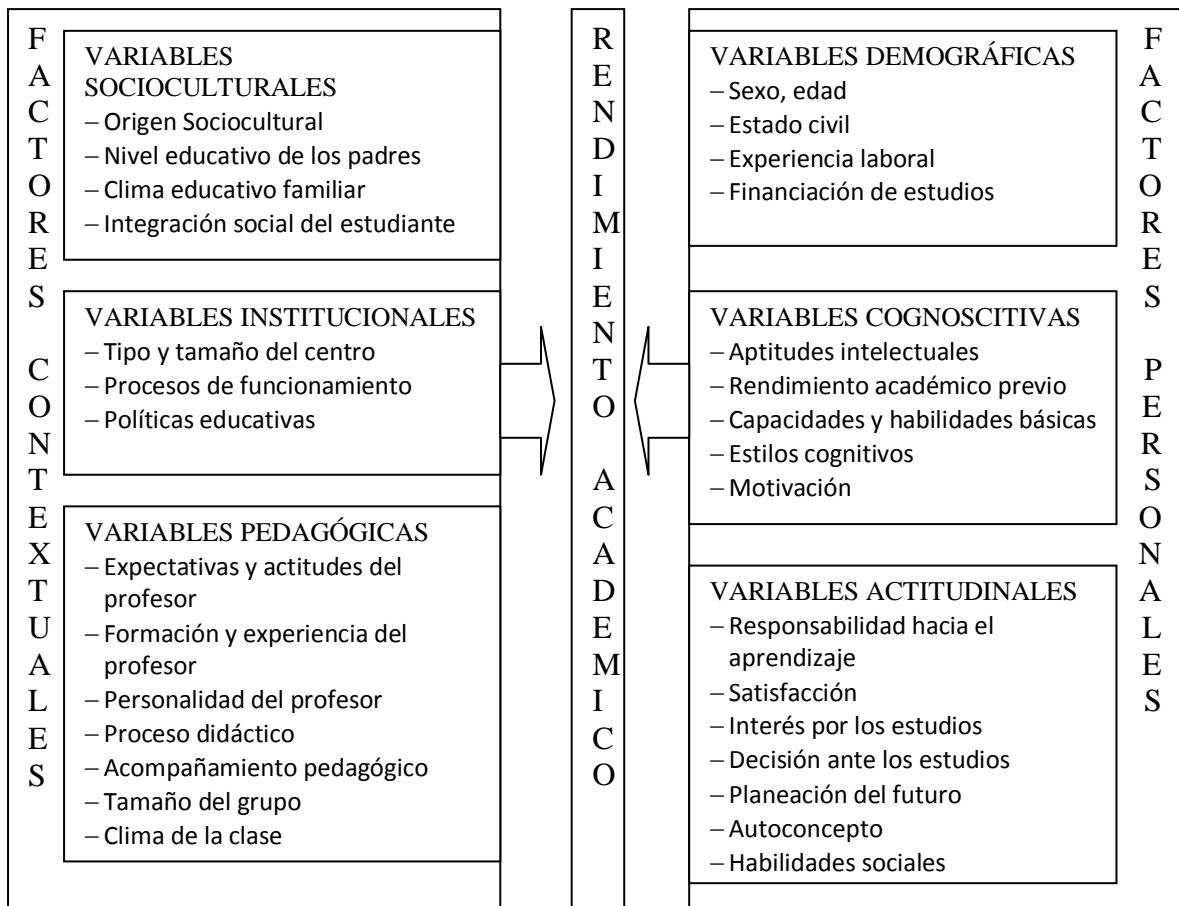 FACTORES CONTEXTUALES
VARIABLES
SOCIOCULTURALES
– Origen Sociocultural
– Nivel educativo de los padres
– Clima educativo familiar
– Integración social del estudiante
VARIABLES INSTITUCIONALES
– Tipo y tamaño del centro
– Procesos de funcionamiento
– Políticas educativas
VARIABLES PEDAGÓGICAS
– Expectativas y actitudes del
profesor
– Formación y experiencia del
profesor
– Personalidad del profesor
– Proceso didáctico
– Acompañamiento pedagógico
– Tamaño del grupo
– Clima de la clase
RENDIMIENTO ACADEMICO
VARIABLES DEMOGRÁFICAS
– Sexo, edad
– Estado civil
– Experiencia laboral
– Financiación de estudios
VARIABLES COGNOSCITIVAS
– Aptitudes intelectuales
– Rendimiento académico previo
– Capacidades y habilidades básicas
– Estilos cognitivos
– Motivación
VARIABLES ACTITUDINALES
– Responsabilidad hacia el
aprendizaje
– Satisfacción
– Interés por los estudios
– Decisión ante los estudios
– Planeación del futuro
– Autoconcepto
– Habilidades sociales
FACTORES PERSONALES